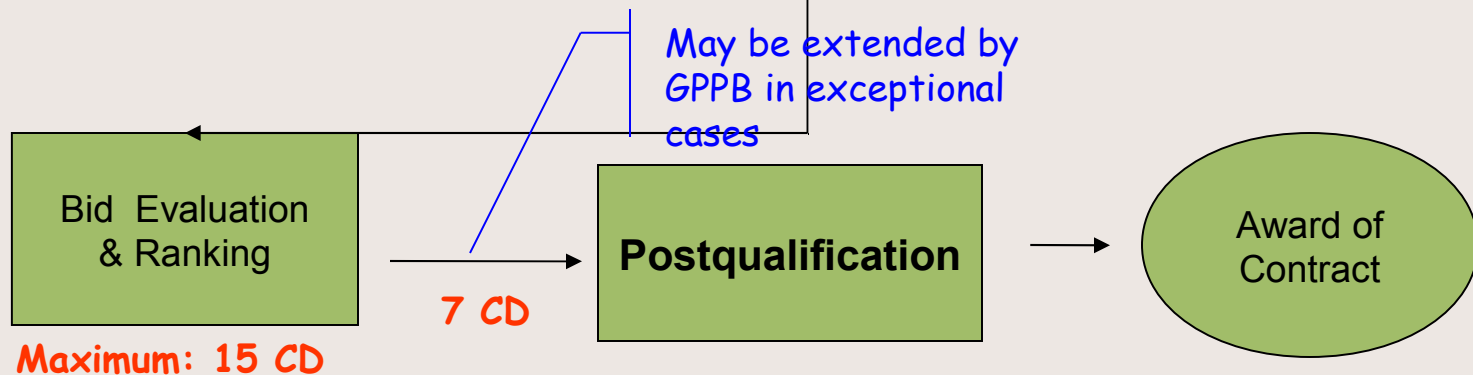 May be extended by
GPPB in exceptional
cases
Bid Evaluation
& Ranking
Maximum: 15 CD
7 CD
Postqualification
Award of
Contract